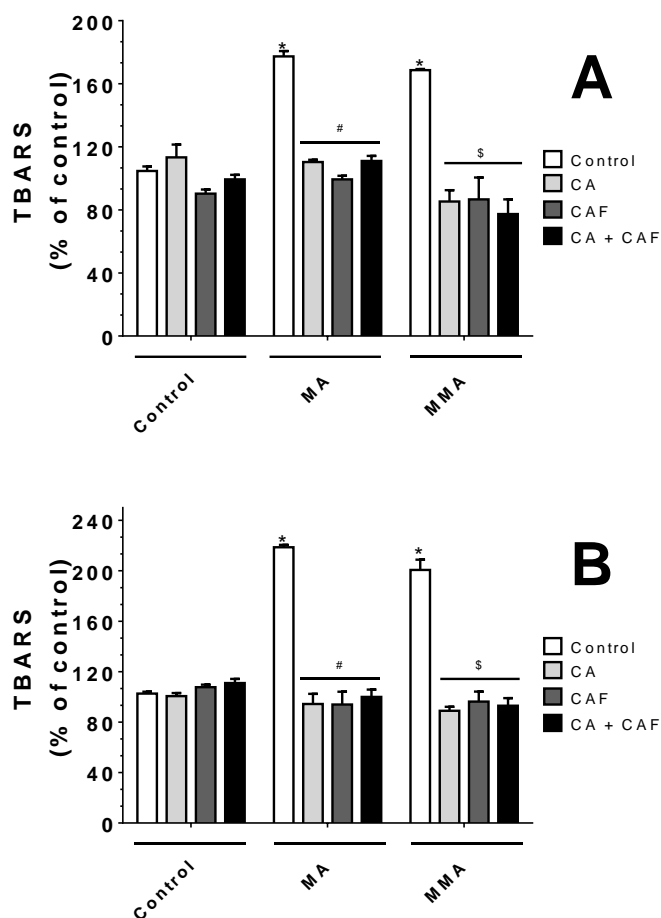 200
160
120
80
40
0
TBARS
(% of control)
*
#
*
$
A
Control
CA
CAF
CA + CAF
Control
MA
MMA
240
200
160
120
80
40
0
TBARS
(% of control)
*
#
*
$
B
Control
CA
CAF
CA + CAF
Control
MA
MMA